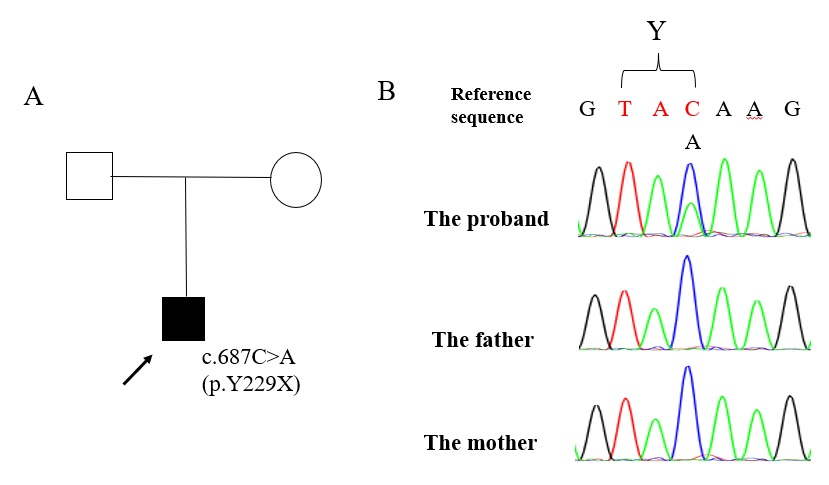 A
c.687C>A
(p.Y229X)
B
Y
Reference
sequence
G T A C A A G
A
The proband
The father
The mother